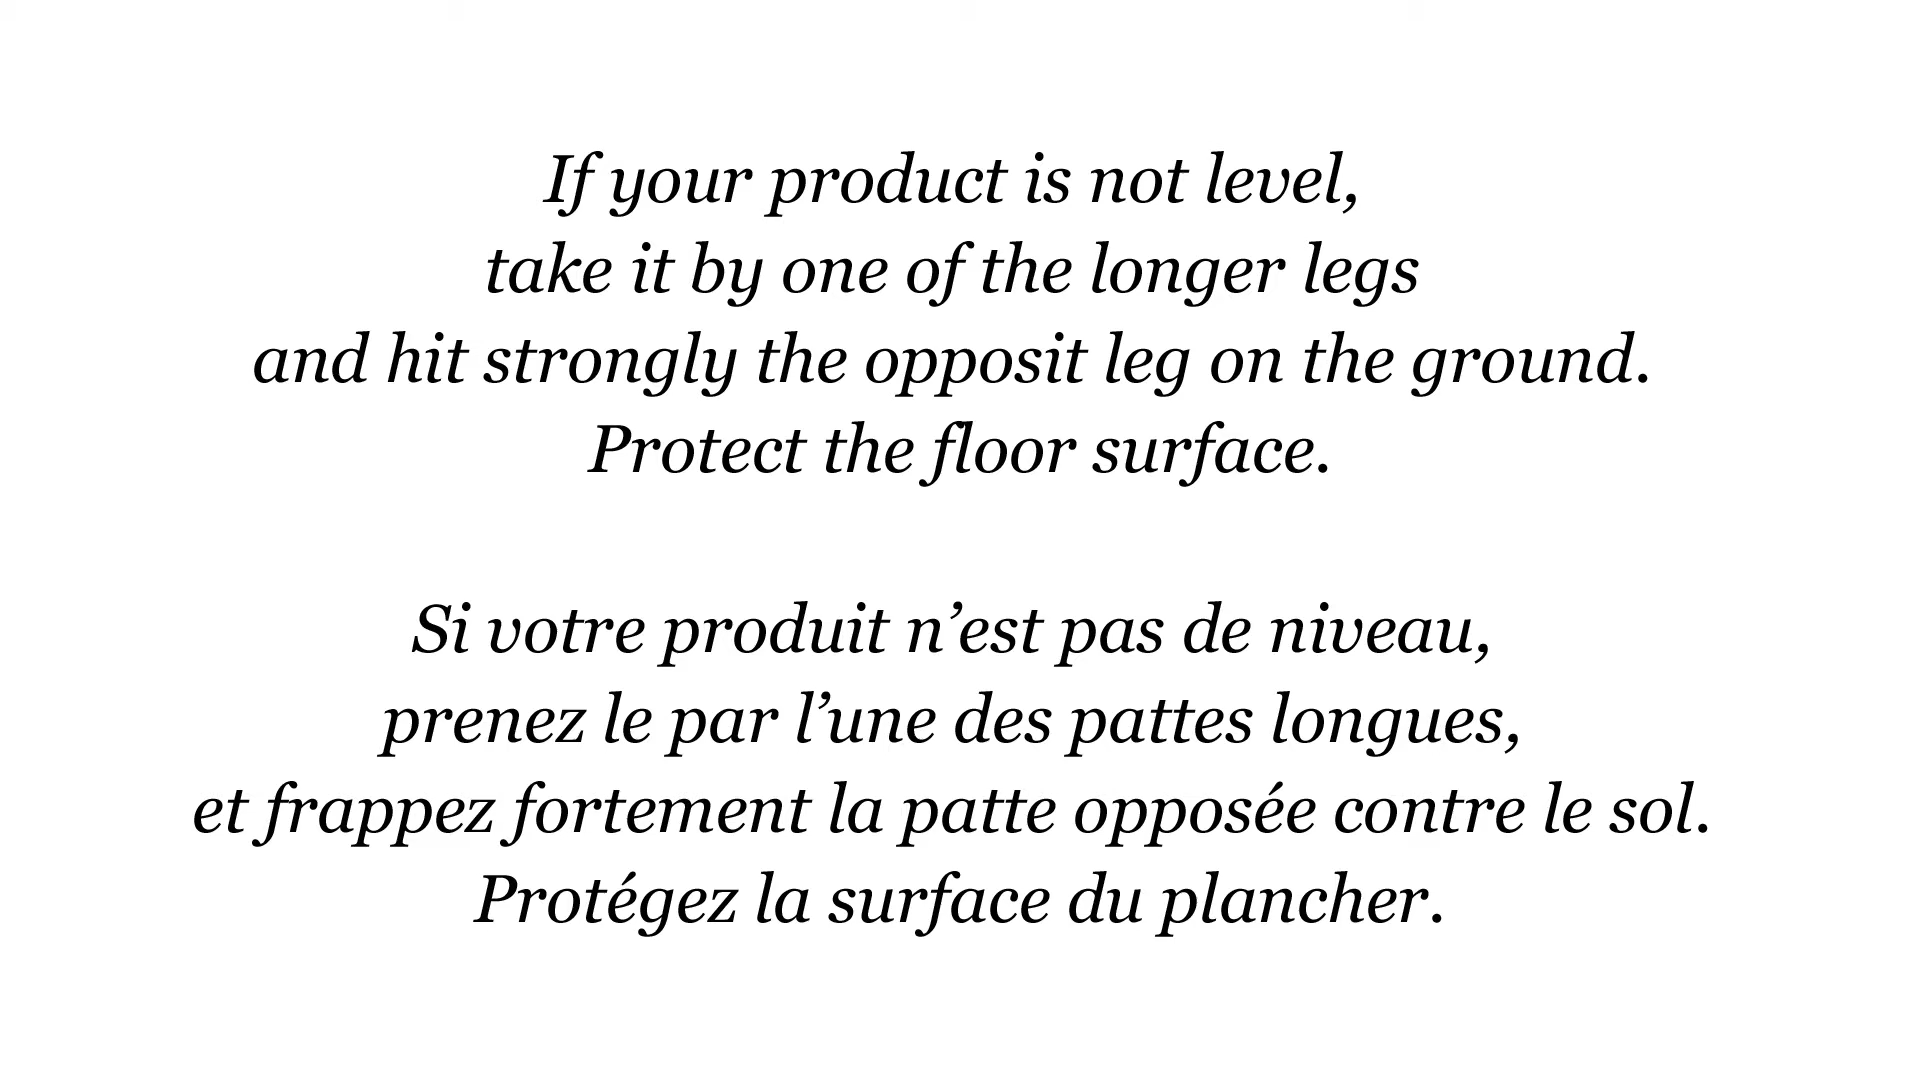 If your product is not level,
take it by one of the longer legs
and hit strongly the opposit leg on the ground.
Protect the floor surface.
Si votre produit n’est pas de niveau,
prenez le par l’une des pattes longues,
et frappez fortement la patte opposée contre le sol.
Protégez la surface du plancher.